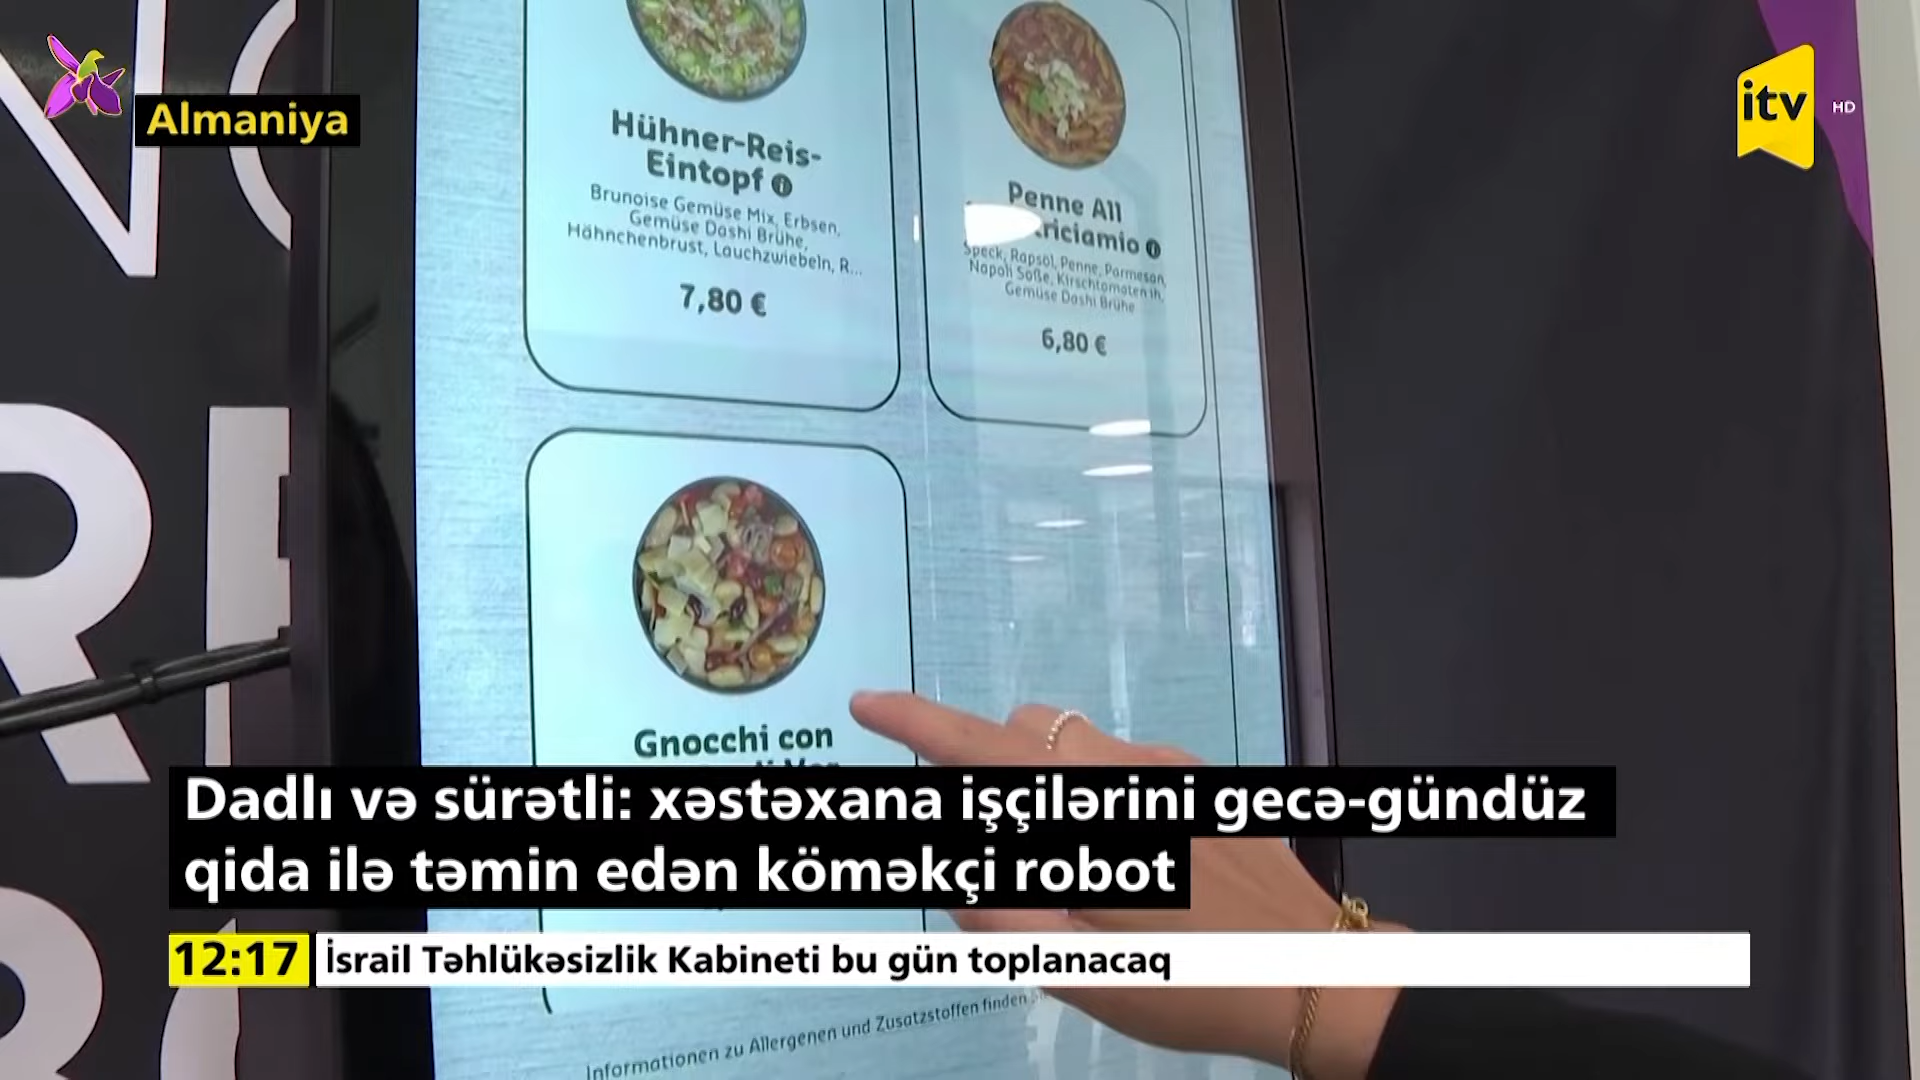 Almaniya
itv HD
Hühner-Reis-
Eintopf
Brunoise Gemüse Mix, Erbsen,
Gemüse Dashi Brühe,
Hähnchenbrust, Lauchzwiebeln, R...
7,80 €
Penne All
triciamio
Speck, Rapsöl, Penne, Parmesan,
Napoli Soße, Kirschtomaten ih,
Gemüse Dashi Brühe
6,80 €
Gnocchi con
Dadlı və sürətli: xəstəxana işçilərini gecə-gündüz
qida ilə təmin edən köməkçi robot
12:17 İsrail Təhlükəsizlik Kabineti bu gün toplanacaq
Informationen zu Allergenen und Zusatzstoffen finden